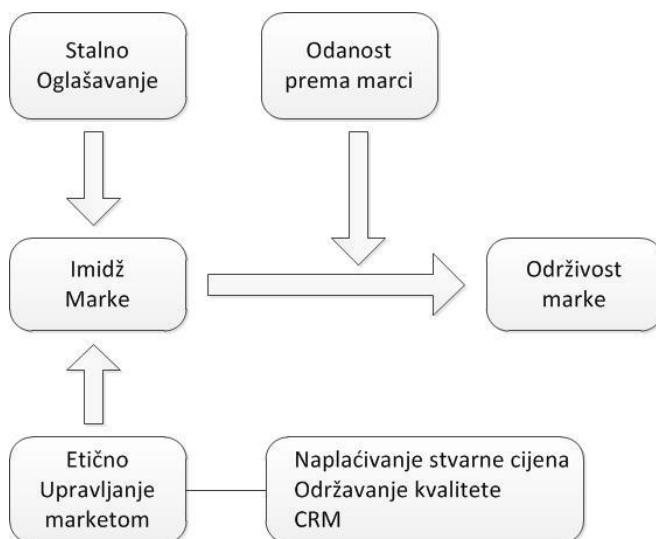 Stalno
Oglašavanje
Odanost
prema marci
Imidž
Marke
Održivost
marke
Etično
Upravljanje
marketom
Naplaćivanje stvarne cijena
Održavanje kvalitete
CRM